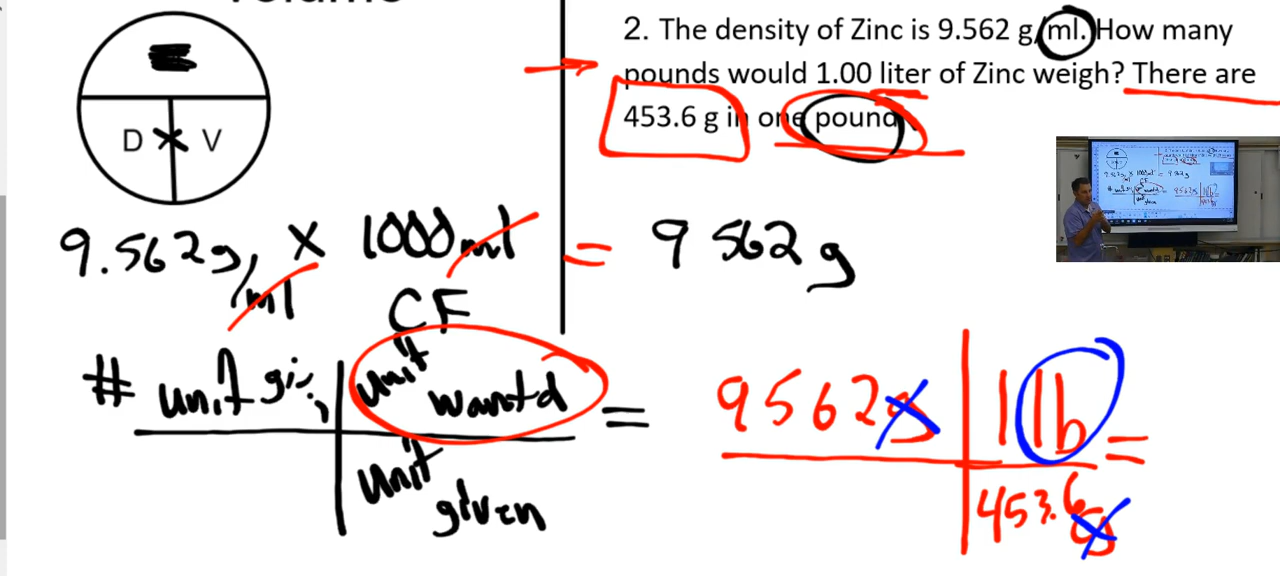 2. The density of Zinc is 9.562 g/ml. How many
pounds would 1.00 liter of Zinc weigh? There are
453.6 g in one pound.
D V
9.562g/ml x 1000ml = 9562g
CF
# unit giv, unit wantd =
unit given
9562g 1lb =
453.6g